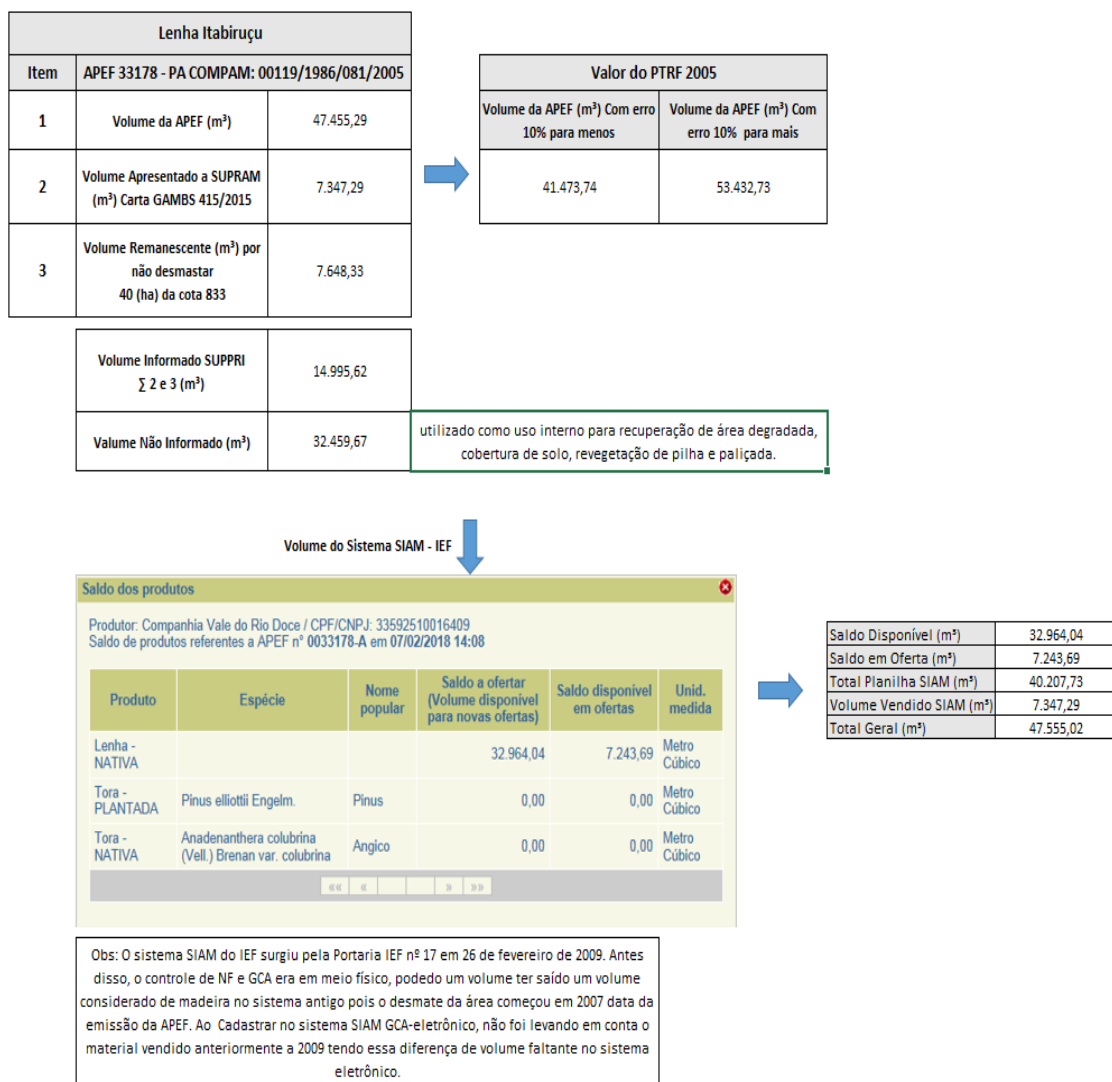 Lenha Itabiruçu
Item
APEF 33178 - PA COMPAM: 00119/1986/081/2005
1
Volume da APEF (m³)
47.455,29
2
Volume Apresentado a SUPRAM
(m³) Carta GAMBS 415/2015
7.347,29
3
Volume Remanescente (m³) por
não desmastar
40 (ha) da cota 833
7.648,33
Valor do PTRF 2005
Volume da APEF (m³) Com erro
10% para menos
Volume da APEF (m³) Com
erro 10%  para mais
41.473,74
53.432,73
Volume Informado SUPPRI
∑ 2 e 3 (m³)
14.995,62
Valume Não Informado (m³)
32.459,67
utilizado como uso interno para recuperação de área degradada,
cobertura de solo, revegetação de pilha e paliçada.
Volume do Sistema SIAM - IEF
Saldo dos produtos
Produtor: Companhia Vale do Rio Doce / CPF/CNPJ: 33592510016409
Saldo de produtos referentes a APEF nº 0033178-A em 07/02/2018 14:08
Produto
Espécie
Nome
popular
Saldo a ofertar
(Volume disponivel
para novas ofertas)
Saldo disponível
em ofertas
Unid.
medida
Lenha -
NATIVA
32.964,04
7.243,69
Metro
Cúbico
Tora -
PLANTADA
Pinus elliottii Engelm.
Pinus
0,00
0,00
Metro
Cúbico
Tora -
NATIVA
Anadenanthera colubrina
(Vell.) Brenan var. colubrina
Angico
0,00
0,00
Metro
Cúbico
«« « » »»
Saldo Disponível (m³) 32.964,04
Saldo em Oferta (m³) 7.243,69
Total Planilha SIAM (m³) 40.207,73
Volume Vendido SIAM (m³) 7.347,29
Total Geral (m³) 47.555,02
Obs: O sistema SIAM do IEF surgiu pela Portaria IEF nº 17 em 26 de fevereiro de 2009. Antes
disso, o controle de NF e GCA era em meio físico, podedo um volume ter saído um volume
considerado de madeira no sistema antigo pois o desmate da área começou em 2007 data da
emissão da APEF. Ao  Cadastrar no sistema SIAM GCA-eletrônico, não foi levando em conta o
material vendido anteriormente a 2009 tendo essa diferença de volume faltante no sistema
eletrônico.